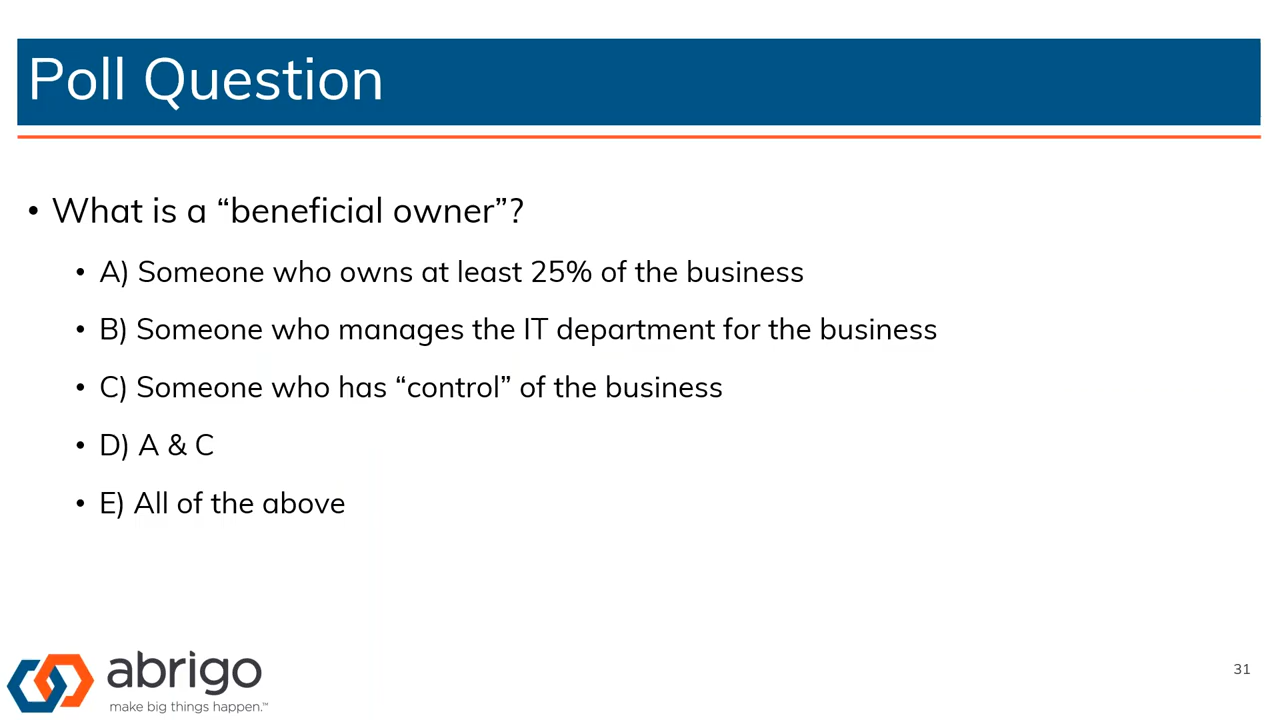 Poll Question
• What is a “beneficial owner”?
• A) Someone who owns at least 25% of the business
• B) Someone who manages the IT department for the business
• C) Someone who has “control” of the business
• D) A & C
• E) All of the above
abrigo
make big things happen.™
31